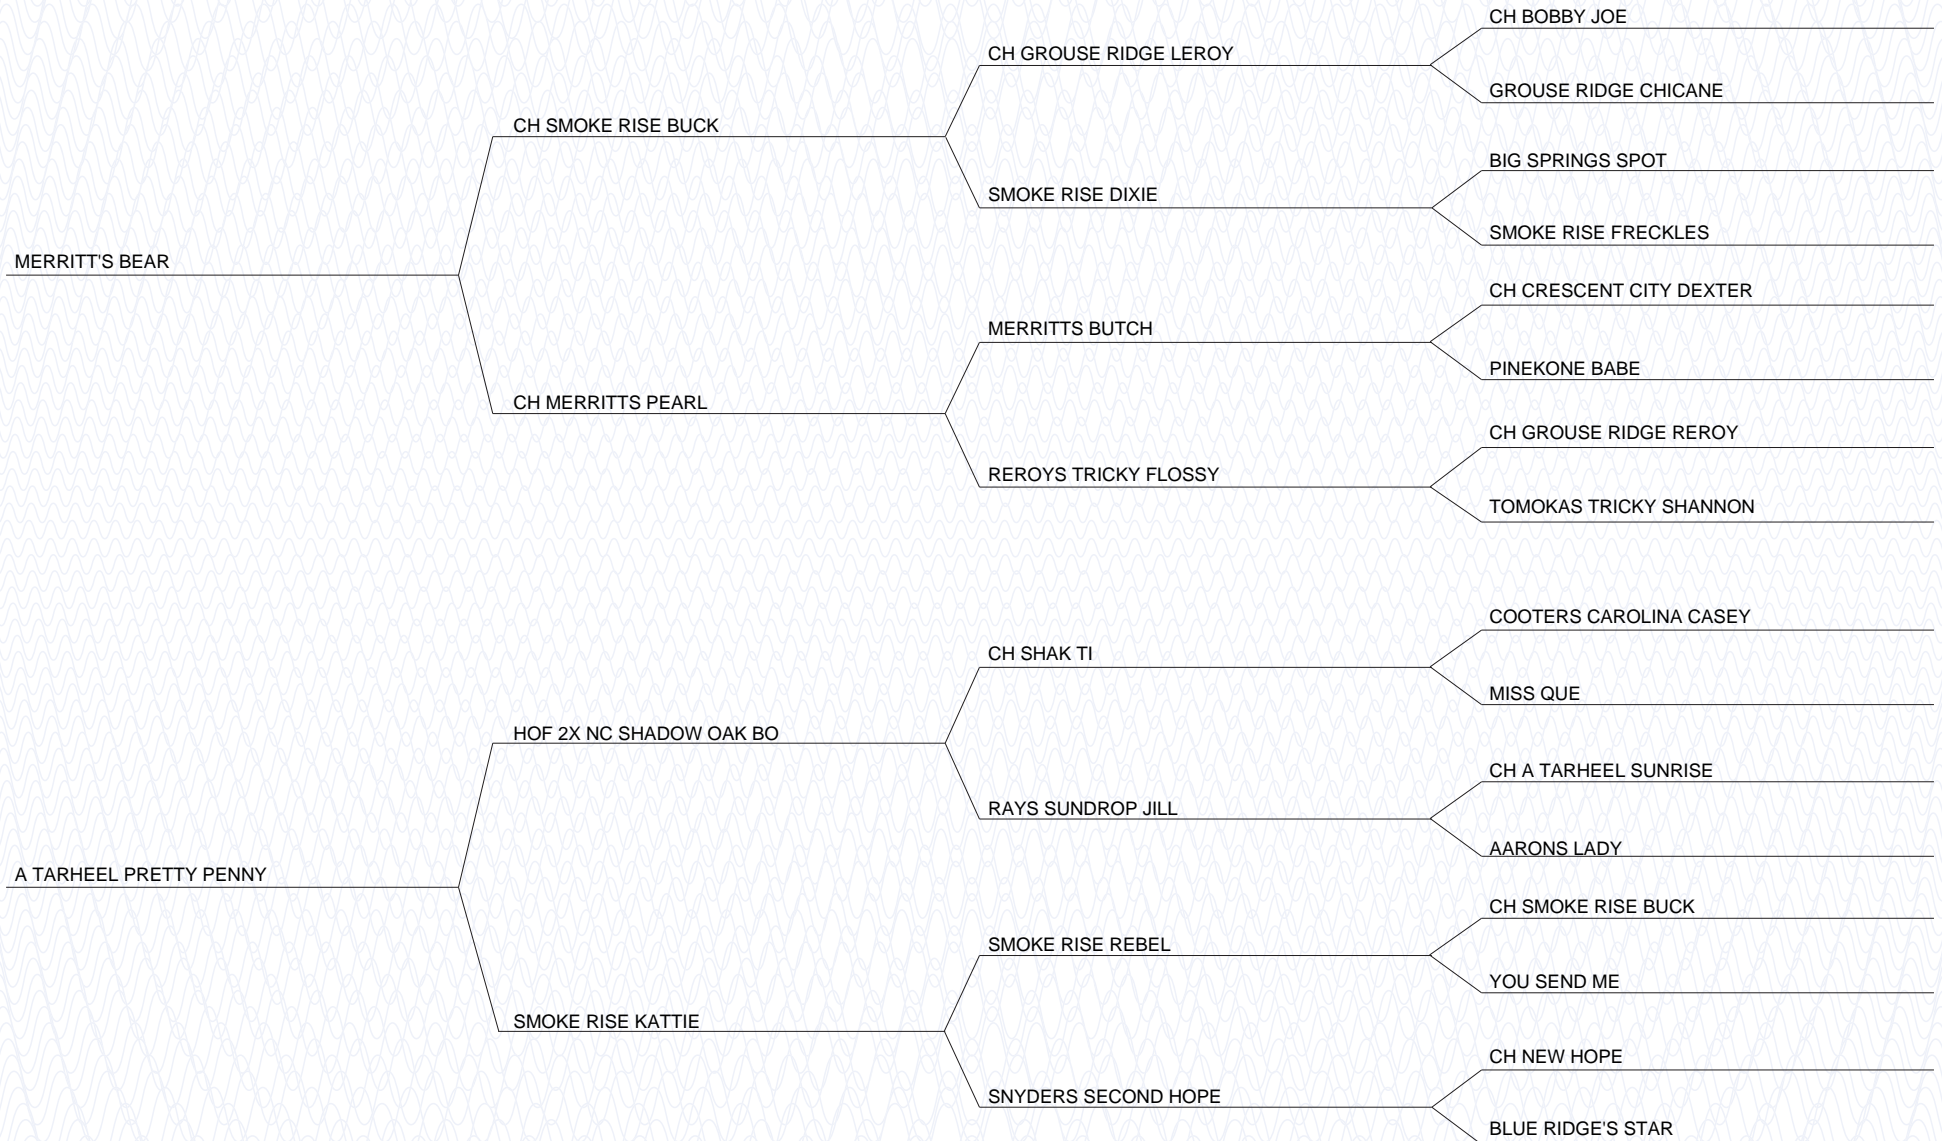 CH BOBBY JOE
CH GROUSE RIDGE LEROY
GROUSE RIDGE CHICANE
CH SMOKE RISE BUCK
BIG SPRINGS SPOT
SMOKE RISE DIXIE
SMOKE RISE FRECKLES
MERRITT'S BEAR
CH CRESCENT CITY DEXTER
MERRITTS BUTCH
PINEKONE BABE
CH MERRITTS PEARL
CH GROUSE RIDGE REROY
REROYS TRICKY FLOSSY
TOMOKAS TRICKY SHANNON
COOTERS CAROLINA CASEY
CH SHAK TI
MISS QUE
HOF 2X NC SHADOW OAK BO
CH A TARHEEL SUNRISE
RAYS SUNDROP JILL
AARONS LADY
A TARHEEL PRETTY PENNY
CH SMOKE RISE BUCK
SMOKE RISE REBEL
YOU SEND ME
SMOKE RISE KATTIE
CH NEW HOPE
SNYDERS SECOND HOPE
BLUE RIDGE'S STAR